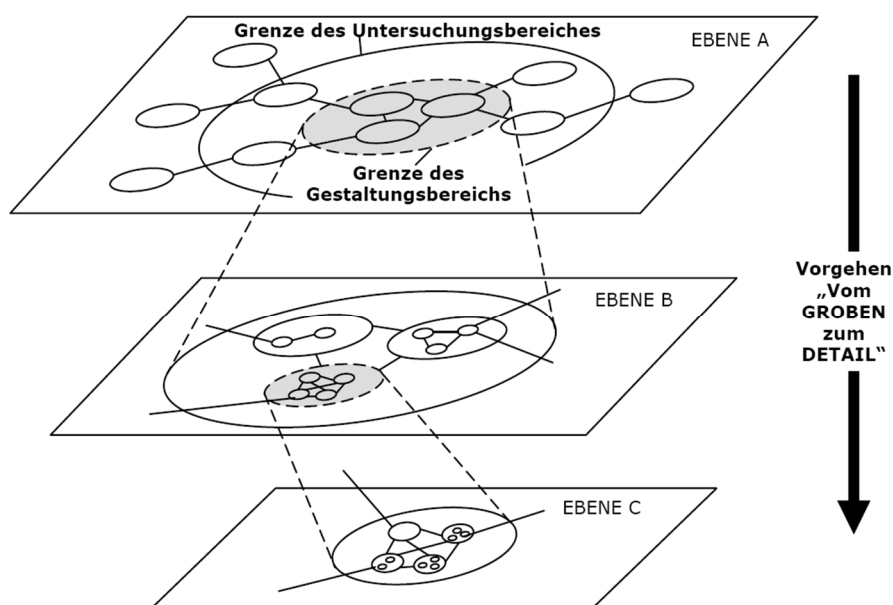 Grenze des Untersuchungsbereiches
EBENE A
Grenze des
Gestaltungsbereichs
EBENE B
Vorgehen
„Vom
GROBEN
zum
DETAIL“
EBENE C